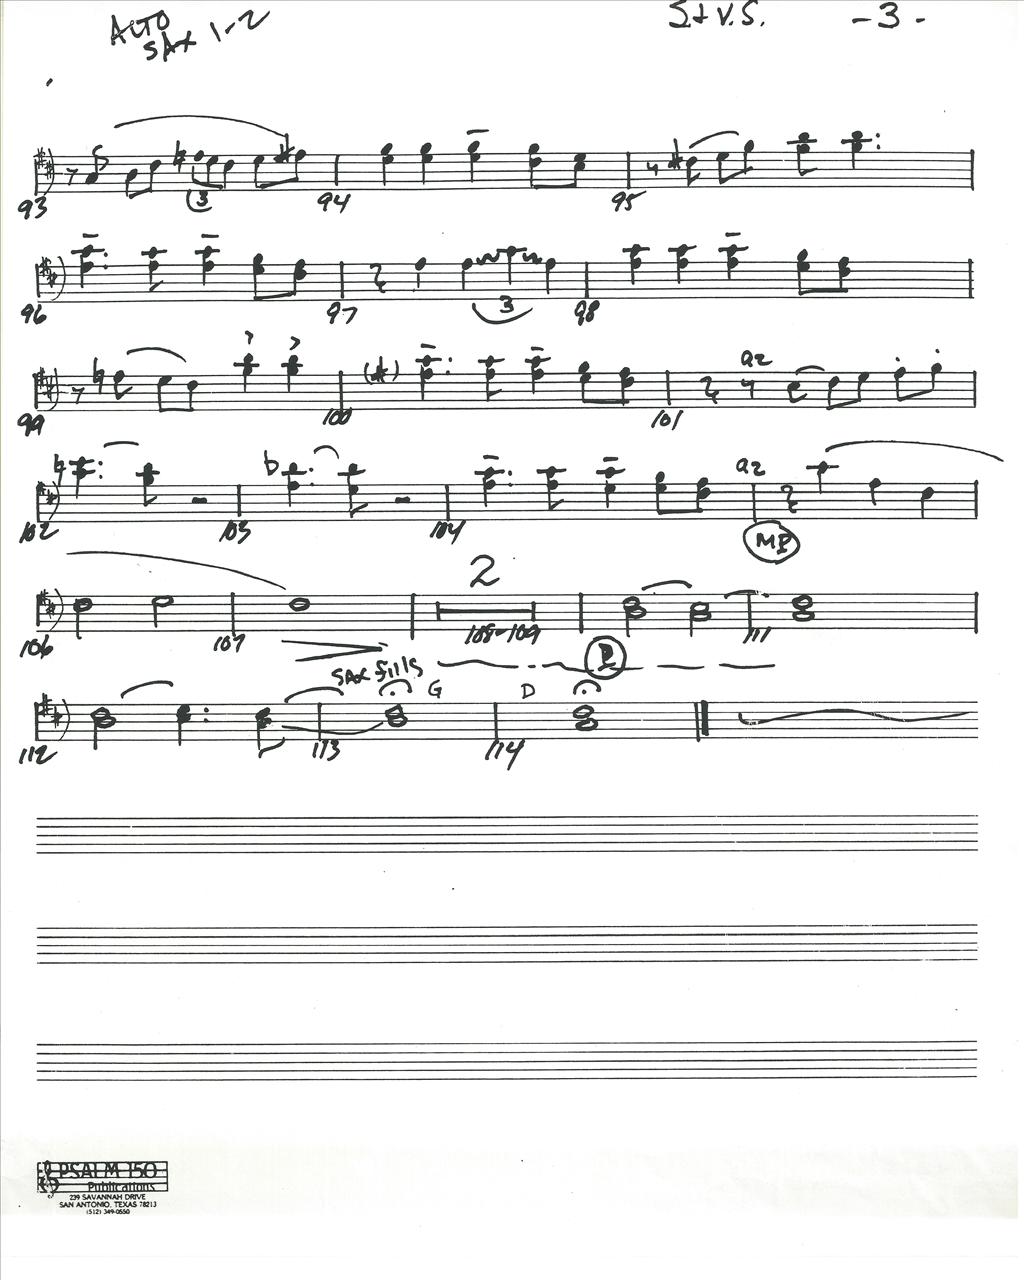 ALTO SAX 1-2
St V.S. -3-
3
93 94 95
3
96 97 98
a2
99 100 101
a2
102 103 104
MP
2
106 107 108-109 111
P
SAX fills
G D
112 113 114
PSALM 150
Publications
239 SAVANNAH DRIVE
SAN ANTONIO, TEXAS 78213
(512) 349-0550